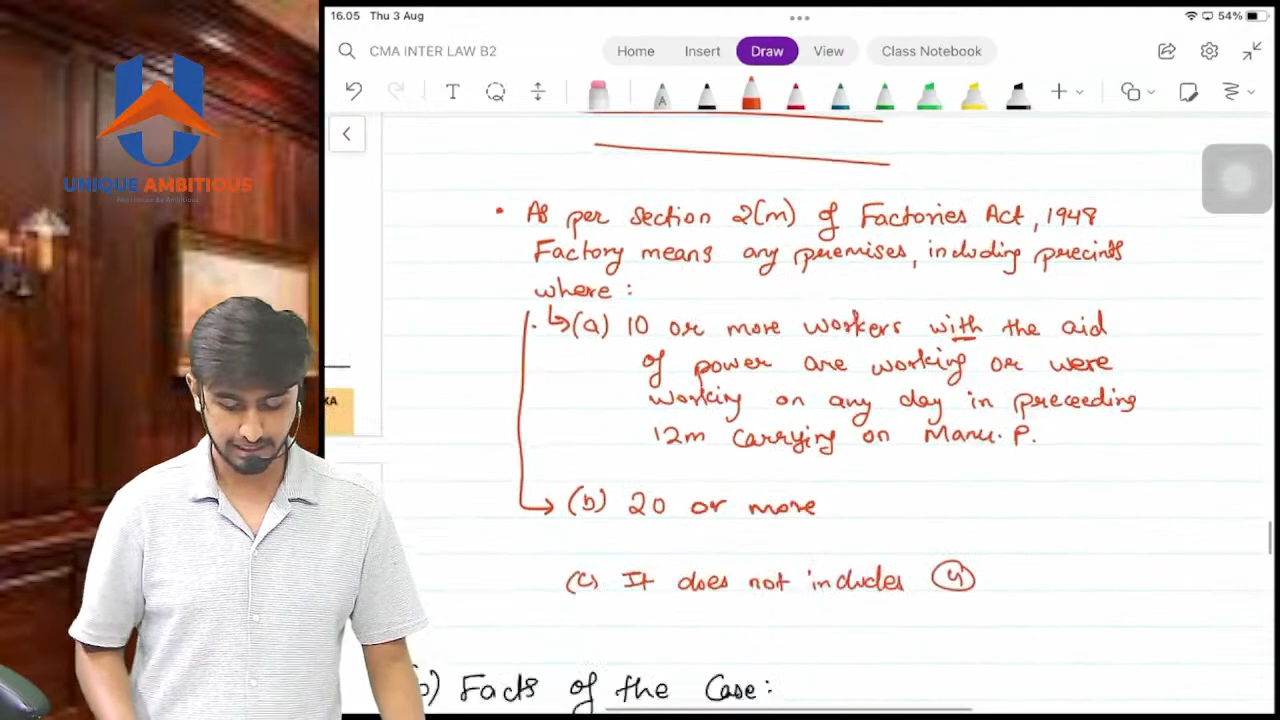 16.05 Thu 3 Aug
54%
CMA INTER LAW B2
Home Insert Draw View Class Notebook
UNIQUE AMBITIOUS
• As per section 2(m) of Factories Act, 1948
Factory means any premises, including precincts
where :
(a) 10 or more workers with the aid
of power are working or were
working on any day in preceeding
12m carrying on Manu. P.
(b) 20 or more
(c) It does not includes (4)
KA
) Facts of the Case: